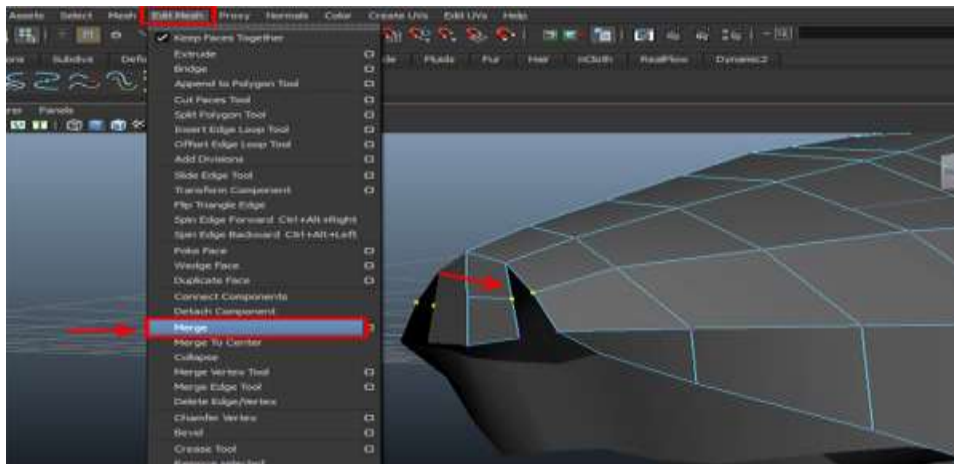 Assets Select Mesh Edit Mesh Proxy Normals Color Create UVs Edit UVs Help
Subdivs Fluids Fur Hair nCloth RealFlow Dynamic2
Panels
Keep Faces Together
Extrude
Bridge
Append to Polygon Tool
Cut Faces Tool
Split Polygon Tool
Insert Edge Loop Tool
Offset Edge Loop Tool
Add Divisions
Slide Edge Tool
Transform Component
Flip Triangle Edge
Spin Edge Forward Ctrl+Alt+Right
Spin Edge Backward Ctrl+Alt+Left
Poke Face
Wedge Face
Duplicate Face
Connect Components
Detach Component
Merge
Merge To Center
Collapse
Merge Vertex Tool
Merge Edge Tool
Delete Edge/Vertex
Chamfer Vertex
Bevel
Crease Tool
Remove selected